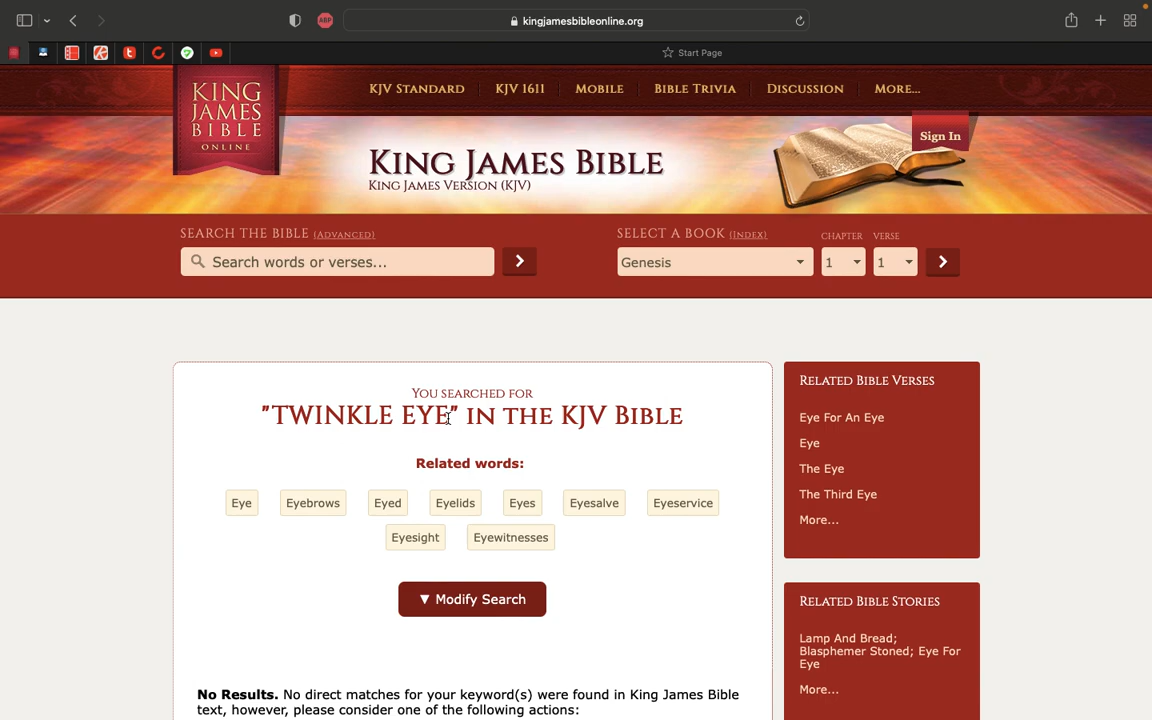 kingjamesbibleonline.org
ABP
Start Page
KING
JAMES
BIBLE
ONLINE
KJV STANDARD
KJV 1611
MOBILE
BIBLE TRIVIA
DISCUSSION
MORE...
Sign In
KING JAMES BIBLE
KING JAMES VERSION (KJV)
SEARCH THE BIBLE (ADVANCED)
Search words or verses...
SELECT A BOOK (INDEX)
CHAPTER
VERSE
Genesis
1
1
YOU SEARCHED FOR
"TWINKLE EYE" IN THE KJV BIBLE
Related words:
Eye
Eyebrows
Eyed
Eyelids
Eyes
Eyesalve
Eyeservice
Eyesight
Eyewitnesses
▼ Modify Search
No Results. No direct matches for your keyword(s) were found in King James Bible
text, however, please consider one of the following actions:
RELATED BIBLE VERSES
Eye For An Eye
Eye
The Eye
The Third Eye
More...
RELATED BIBLE STORIES
Lamp And Bread;
Blasphemer Stoned; Eye For
Eye
More...